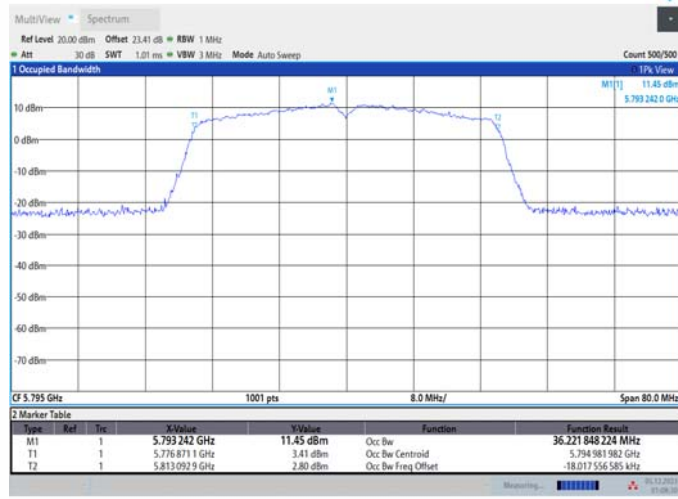 MultiView Spectrum
Ref Level 20.00 dBm Offset 23.41 dB RBW 1 MHz
Att 30 dB SWT 1.01 ms VBW 3 MHz Mode Auto Sweep Count 500/500
1 Occupied Bandwidth 1Pk View
M1[1] 11.45 dBm
5.793 242 0 GHz
M1
T1
T2
10 dBm
0 dBm
-10 dBm
-20 dBm
-30 dBm
-40 dBm
-50 dBm
-60 dBm
-70 dBm
CF 5.795 GHz 1001 pts 8.0 MHz/ Span 80.0 MHz
2 Marker Table
Type Ref Trc X-Value Y-Value Function Function Result
M1 1 5.793 242 GHz 11.45 dBm Occ Bw 36.221 848 224 MHz
T1 1 5.776 871 1 GHz 3.41 dBm Occ Bw Centroid 5.794 981 982 GHz
T2 1 5.813 092 9 GHz 2.80 dBm Occ Bw Freq Offset -18.017 556 585 kHz
Measuring...